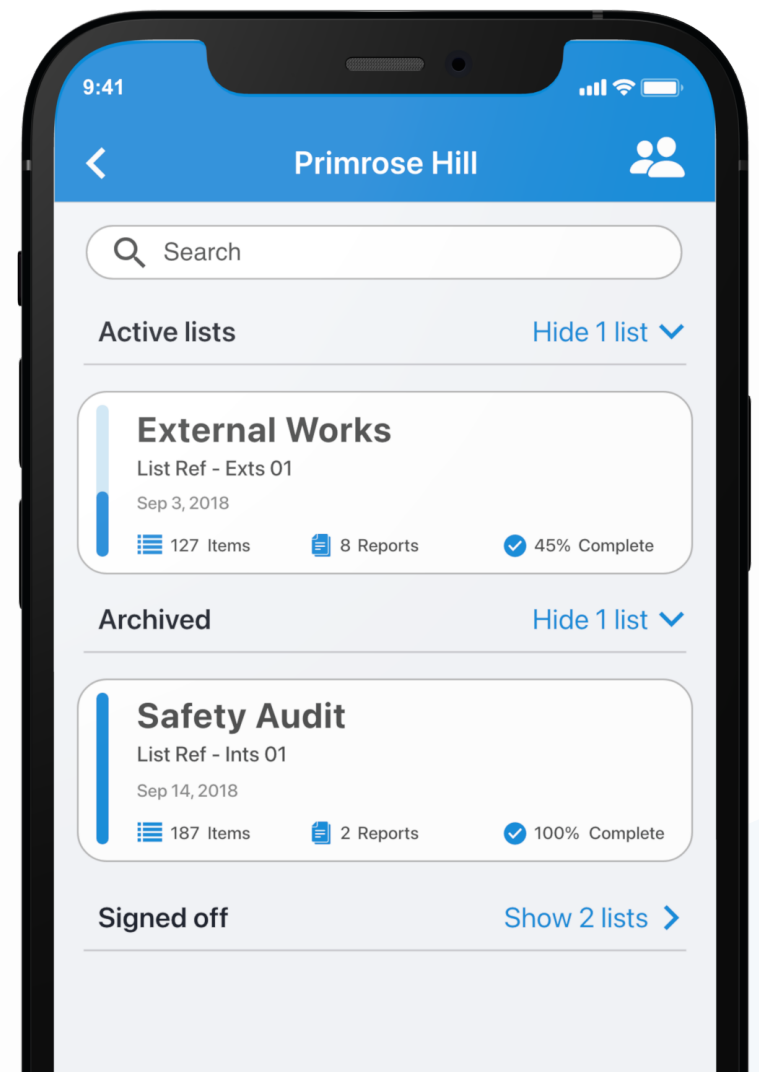 9:41
Primrose Hill
Search
Active lists Hide 1 list
External Works
List Ref - Exts 01
Sep 3, 2018
127 Items 8 Reports 45% Complete
Archived Hide 1 list
Safety Audit
List Ref - Ints 01
Sep 14, 2018
187 Items 2 Reports 100% Complete
Signed off Show 2 lists